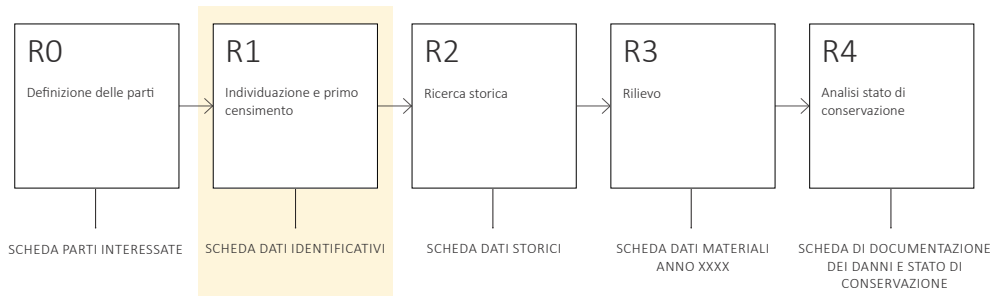 R0
Definizione delle parti
R1
Individuazione e primo
censimento
R2
Ricerca storica
R3
Rilievo
R4
Analisi stato di
conservazione
SCHEDA PARTI INTERESSATE
SCHEDA DATI IDENTIFICATIVI
SCHEDA DATI STORICI
SCHEDA DATI MATERIALI
ANNO XXXX
SCHEDA DI DOCUMENTAZIONE
DEI DANNI E STATO DI
CONSERVAZIONE